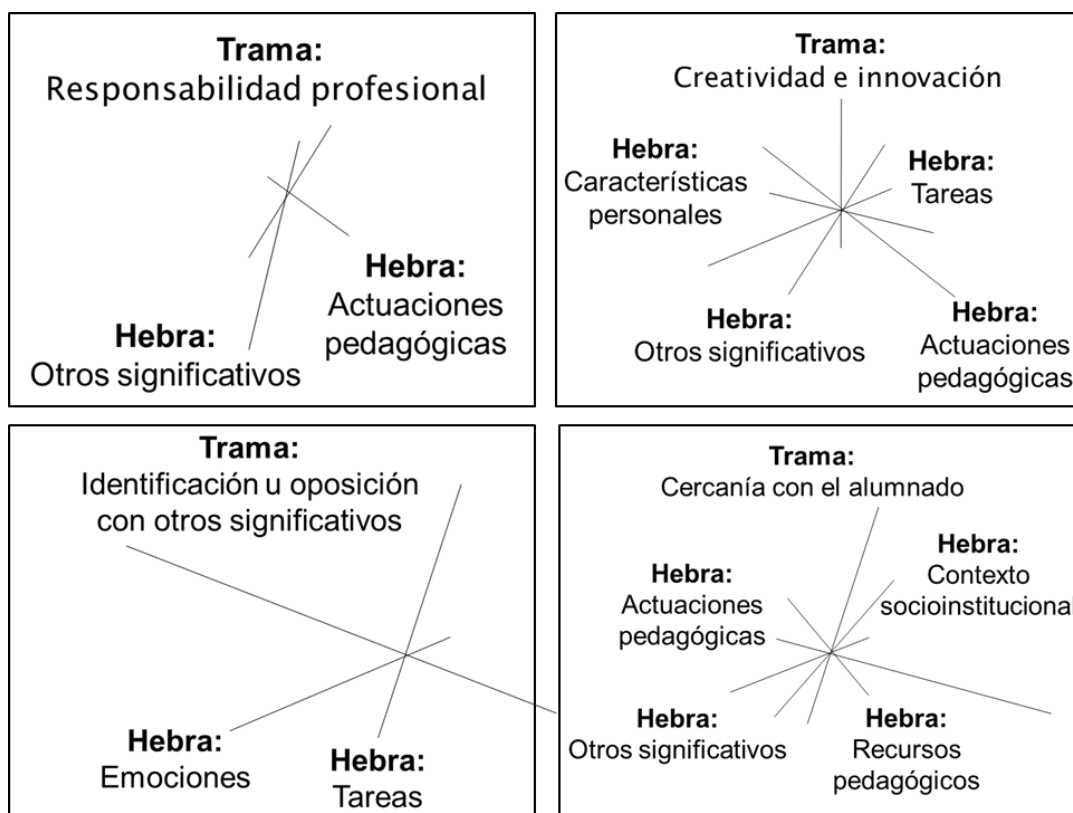 Trama:
Responsabilidad profesional
Hebra:
Actuaciones
pedagógicas
Hebra:
Otros significativos
Trama:
Creatividad e innovación
Hebra:
Características
personales
Hebra:
Tareas
Hebra:
Otros significativos
Hebra:
Actuaciones
pedagógicas
Trama:
Identificación u oposición
con otros significativos
Hebra:
Emociones
Hebra:
Tareas
Trama:
Cercanía con el alumnado
Hebra:
Contexto
socioinstitucional
Hebra:
Actuaciones
pedagógicas
Hebra:
Otros significativos
Hebra:
Recursos
pedagógicos